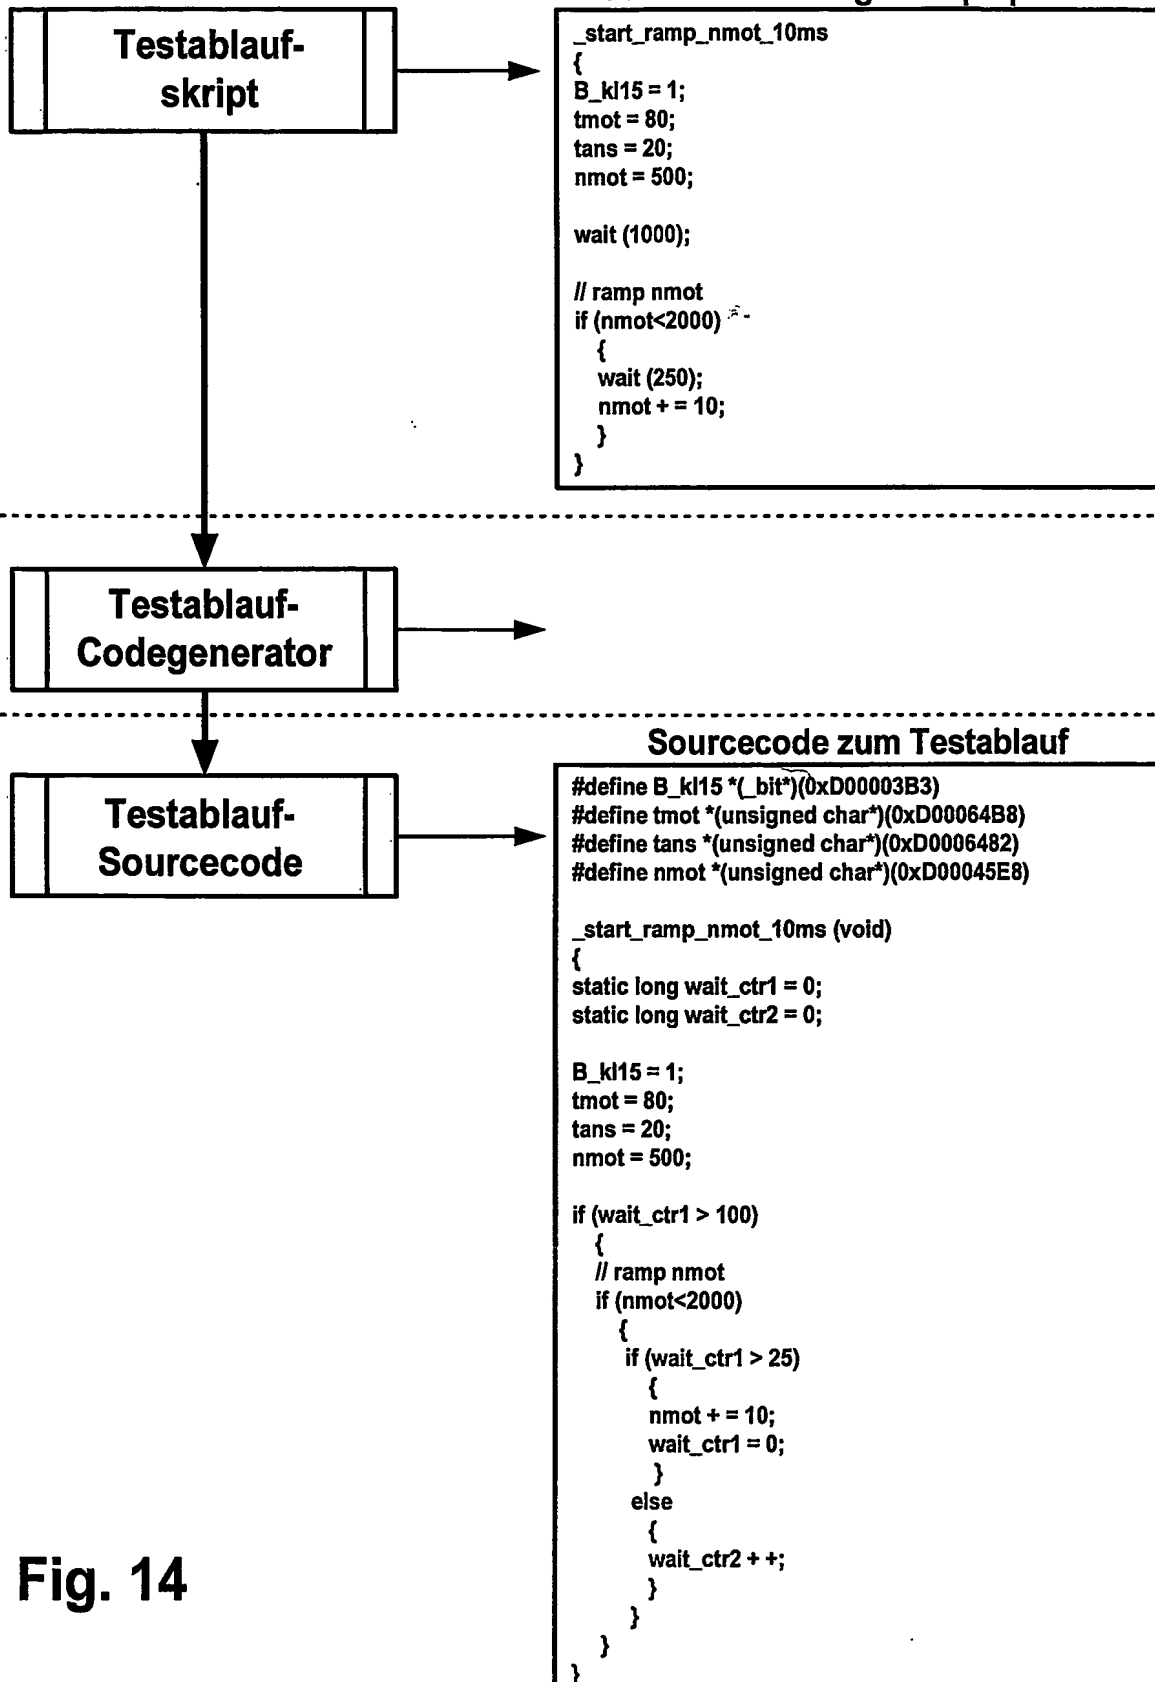 Testablauf-
skript
_start_ramp_nmot_10ms
{
B_kl15 = 1;
tmot = 80;
tans = 20;
nmot = 500;
wait (1000);
// ramp nmot
if (nmot<2000)
{
wait (250);
nmot + = 10;
}
}
Testablauf-
Codegenerator
Testablauf-
Sourcecode
Sourcecode zum Testablauf
#define B_kl15 *(_bit*)(0xD00003B3)
#define tmot *(unsigned char*)(0xD00064B8)
#define tans *(unsigned char*)(0xD0006482)
#define nmot *(unsigned char*)(0xD00045E8)
_start_ramp_nmot_10ms (void)
{
static long wait_ctr1 = 0;
static long wait_ctr2 = 0;
B_kl15 = 1;
tmot = 80;
tans = 20;
nmot = 500;
if (wait_ctr1 > 100)
{
// ramp nmot
if (nmot<2000)
{
if (wait_ctr1 > 25)
{
nmot + = 10;
wait_ctr1 = 0;
}
else
{
wait_ctr2 + +;
}
}
}
}
Fig. 14